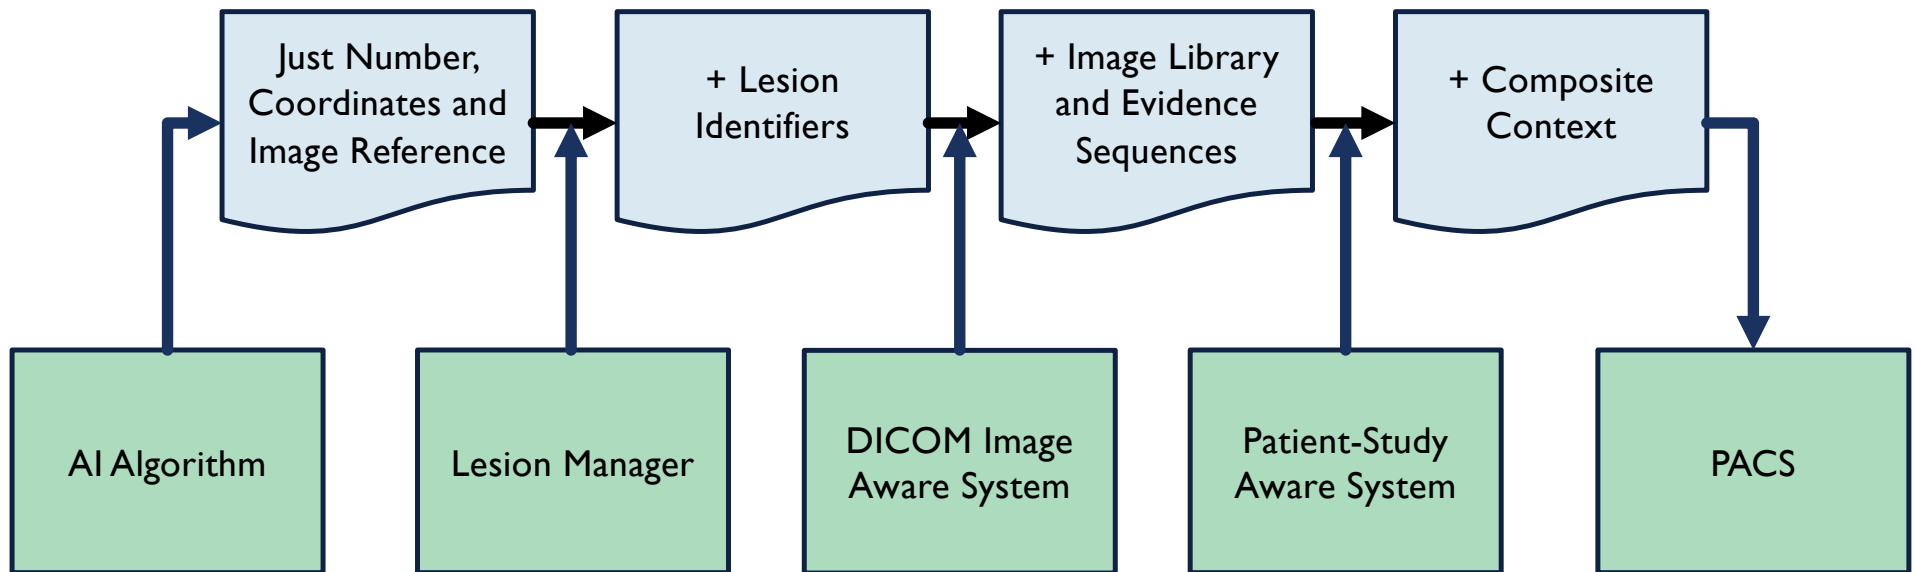 Just Number,
Coordinates and
Image Reference
+ Lesion
Identifiers
+ Image Library
and Evidence
Sequences
+ Composite
Context
AI Algorithm
Lesion Manager
DICOM Image
Aware System
Patient-Study
Aware System
PACS